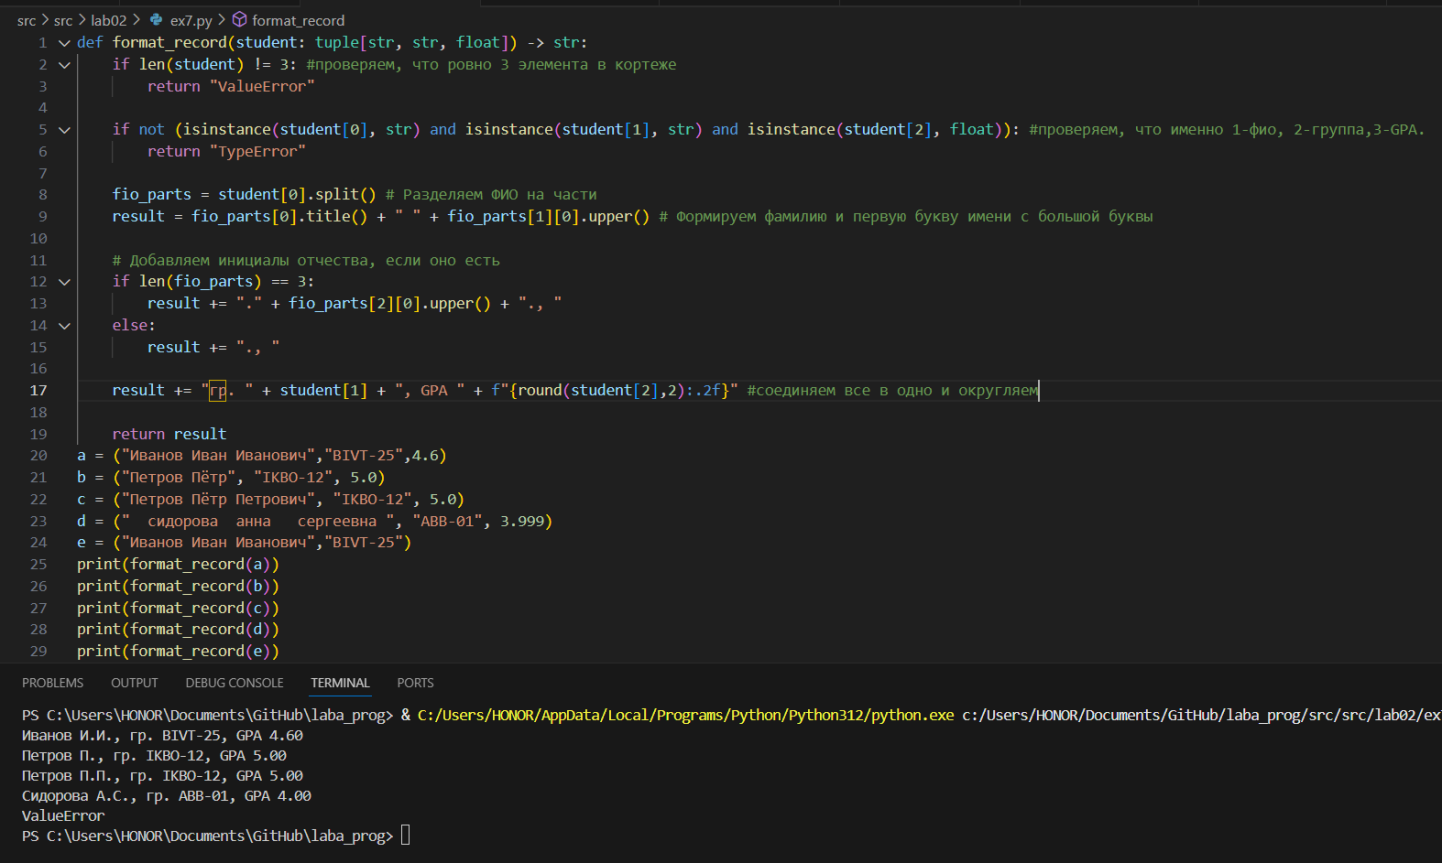 src > src > lab02 > ex7.py > format_record
1 def format_record(student: tuple[str, str, float]) -> str:
2     if len(student) != 3: #проверяем, что ровно 3 элемента в кортеже
3         return "ValueError"
4
5     if not (isinstance(student[0], str) and isinstance(student[1], str) and isinstance(student[2], float)): #проверяем, что именно 1-фио, 2-группа,3-GPA.
6         return "TypeError"
7
8     fio_parts = student[0].split() # Разделяем ФИО на части
9     result = fio_parts[0].title() + " " + fio_parts[1][0].upper() # Формируем фамилию и первую букву имени с большой буквы
10
11     # Добавляем инициалы отчества, если оно есть
12     if len(fio_parts) == 3:
13         result += "." + fio_parts[2][0].upper() + "., "
14     else:
15         result += "., "
16
17     result += "гр. " + student[1] + ", GPA " + f"{round(student[2],2):.2f}" #соединяем все в одно и округляем
18
19     return result
20 a = ("Иванов Иван Иванович","BIVT-25",4.6)
21 b = ("Петров Пётр", "IKBO-12", 5.0)
22 c = ("Петров Пётр Петрович", "IKBO-12", 5.0)
23 d = ("  сидорова  анна   сергеевна ", "ABB-01", 3.999)
24 e = ("Иванов Иван Иванович","BIVT-25")
25 print(format_record(a))
26 print(format_record(b))
27 print(format_record(c))
28 print(format_record(d))
29 print(format_record(e))
PROBLEMS OUTPUT DEBUG CONSOLE TERMINAL PORTS
PS C:\Users\HONOR\Documents\GitHub\laba_prog> & C:/Users/HONOR/AppData/Local/Programs/Python/Python312/python.exe c:/Users/HONOR/Documents/GitHub/laba_prog/src/src/lab02/ex
Иванов И.И., гр. BIVT-25, GPA 4.60
Петров П., гр. IKBO-12, GPA 5.00
Петров П.П., гр. IKBO-12, GPA 5.00
Сидорова А.С., гр. ABB-01, GPA 4.00
ValueError
PS C:\Users\HONOR\Documents\GitHub\laba_prog>